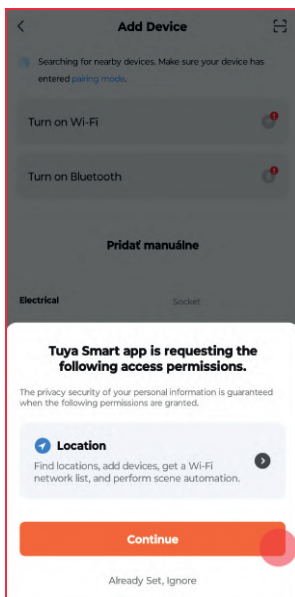 Add Device
Searching for nearby devices. Make sure your device has
entered pairing mode.
Turn on Wi-Fi
Turn on Bluetooth
Pridať manuálne
Electrical
Socket
Tuya Smart app is requesting the
following access permissions.
The privacy security of your personal information is guaranteed
when the following permissions are granted.
Location
Find locations, add devices, get a Wi-Fi
network list, and perform scene automation.
Continue
Already Set, Ignore